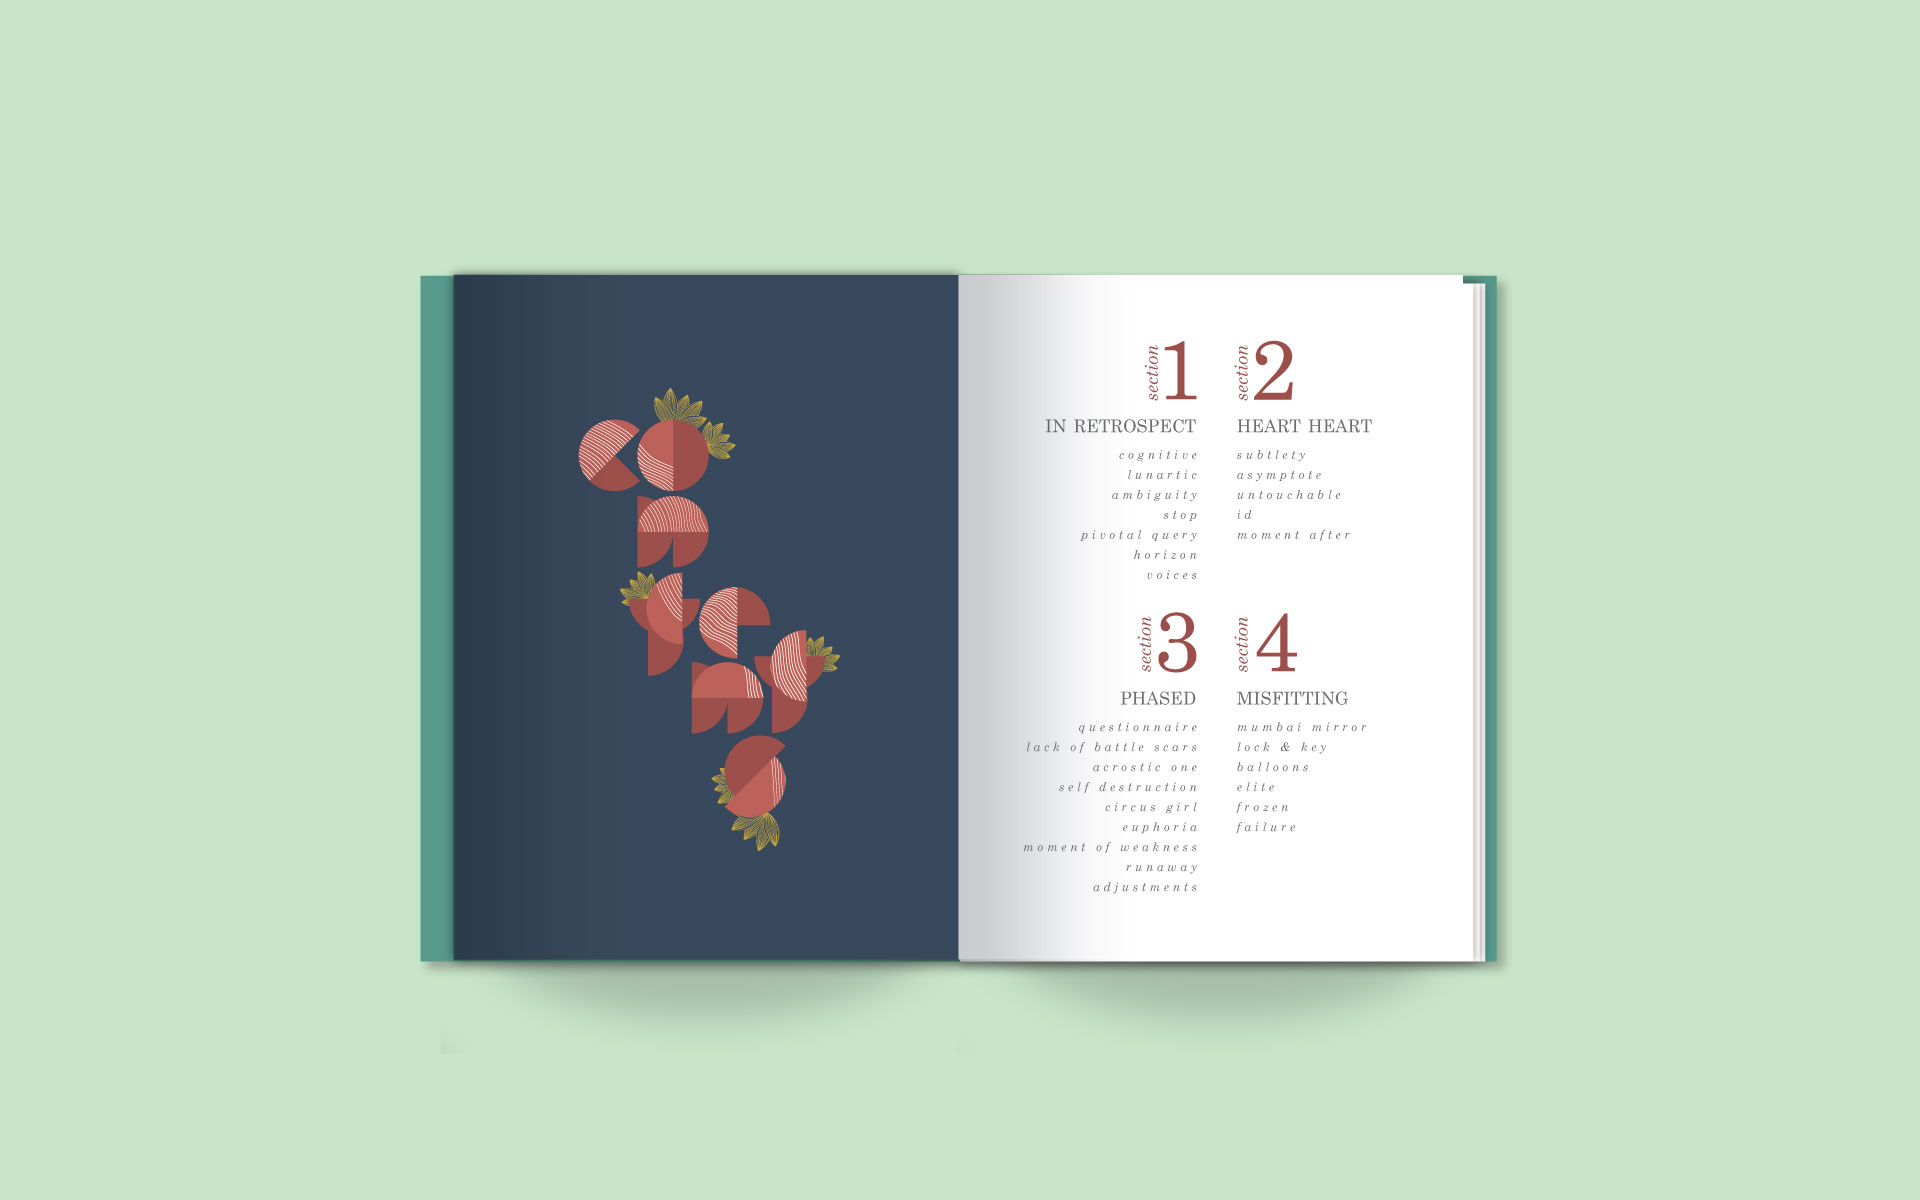 contents
section 1
IN RETROSPECT
cognitive
lunartic
ambiguity
stop
pivotal query
horizon
voices
section 2
HEART HEART
subtlety
asymptote
untouchable
id
moment after
section 3
PHASED
questionnaire
lack of battle scars
acrostic one
self destruction
circus girl
euphoria
moment of weakness
runaway
adjustments
section 4
MISFITTING
mumbai mirror
lock & key
balloons
elite
frozen
failure